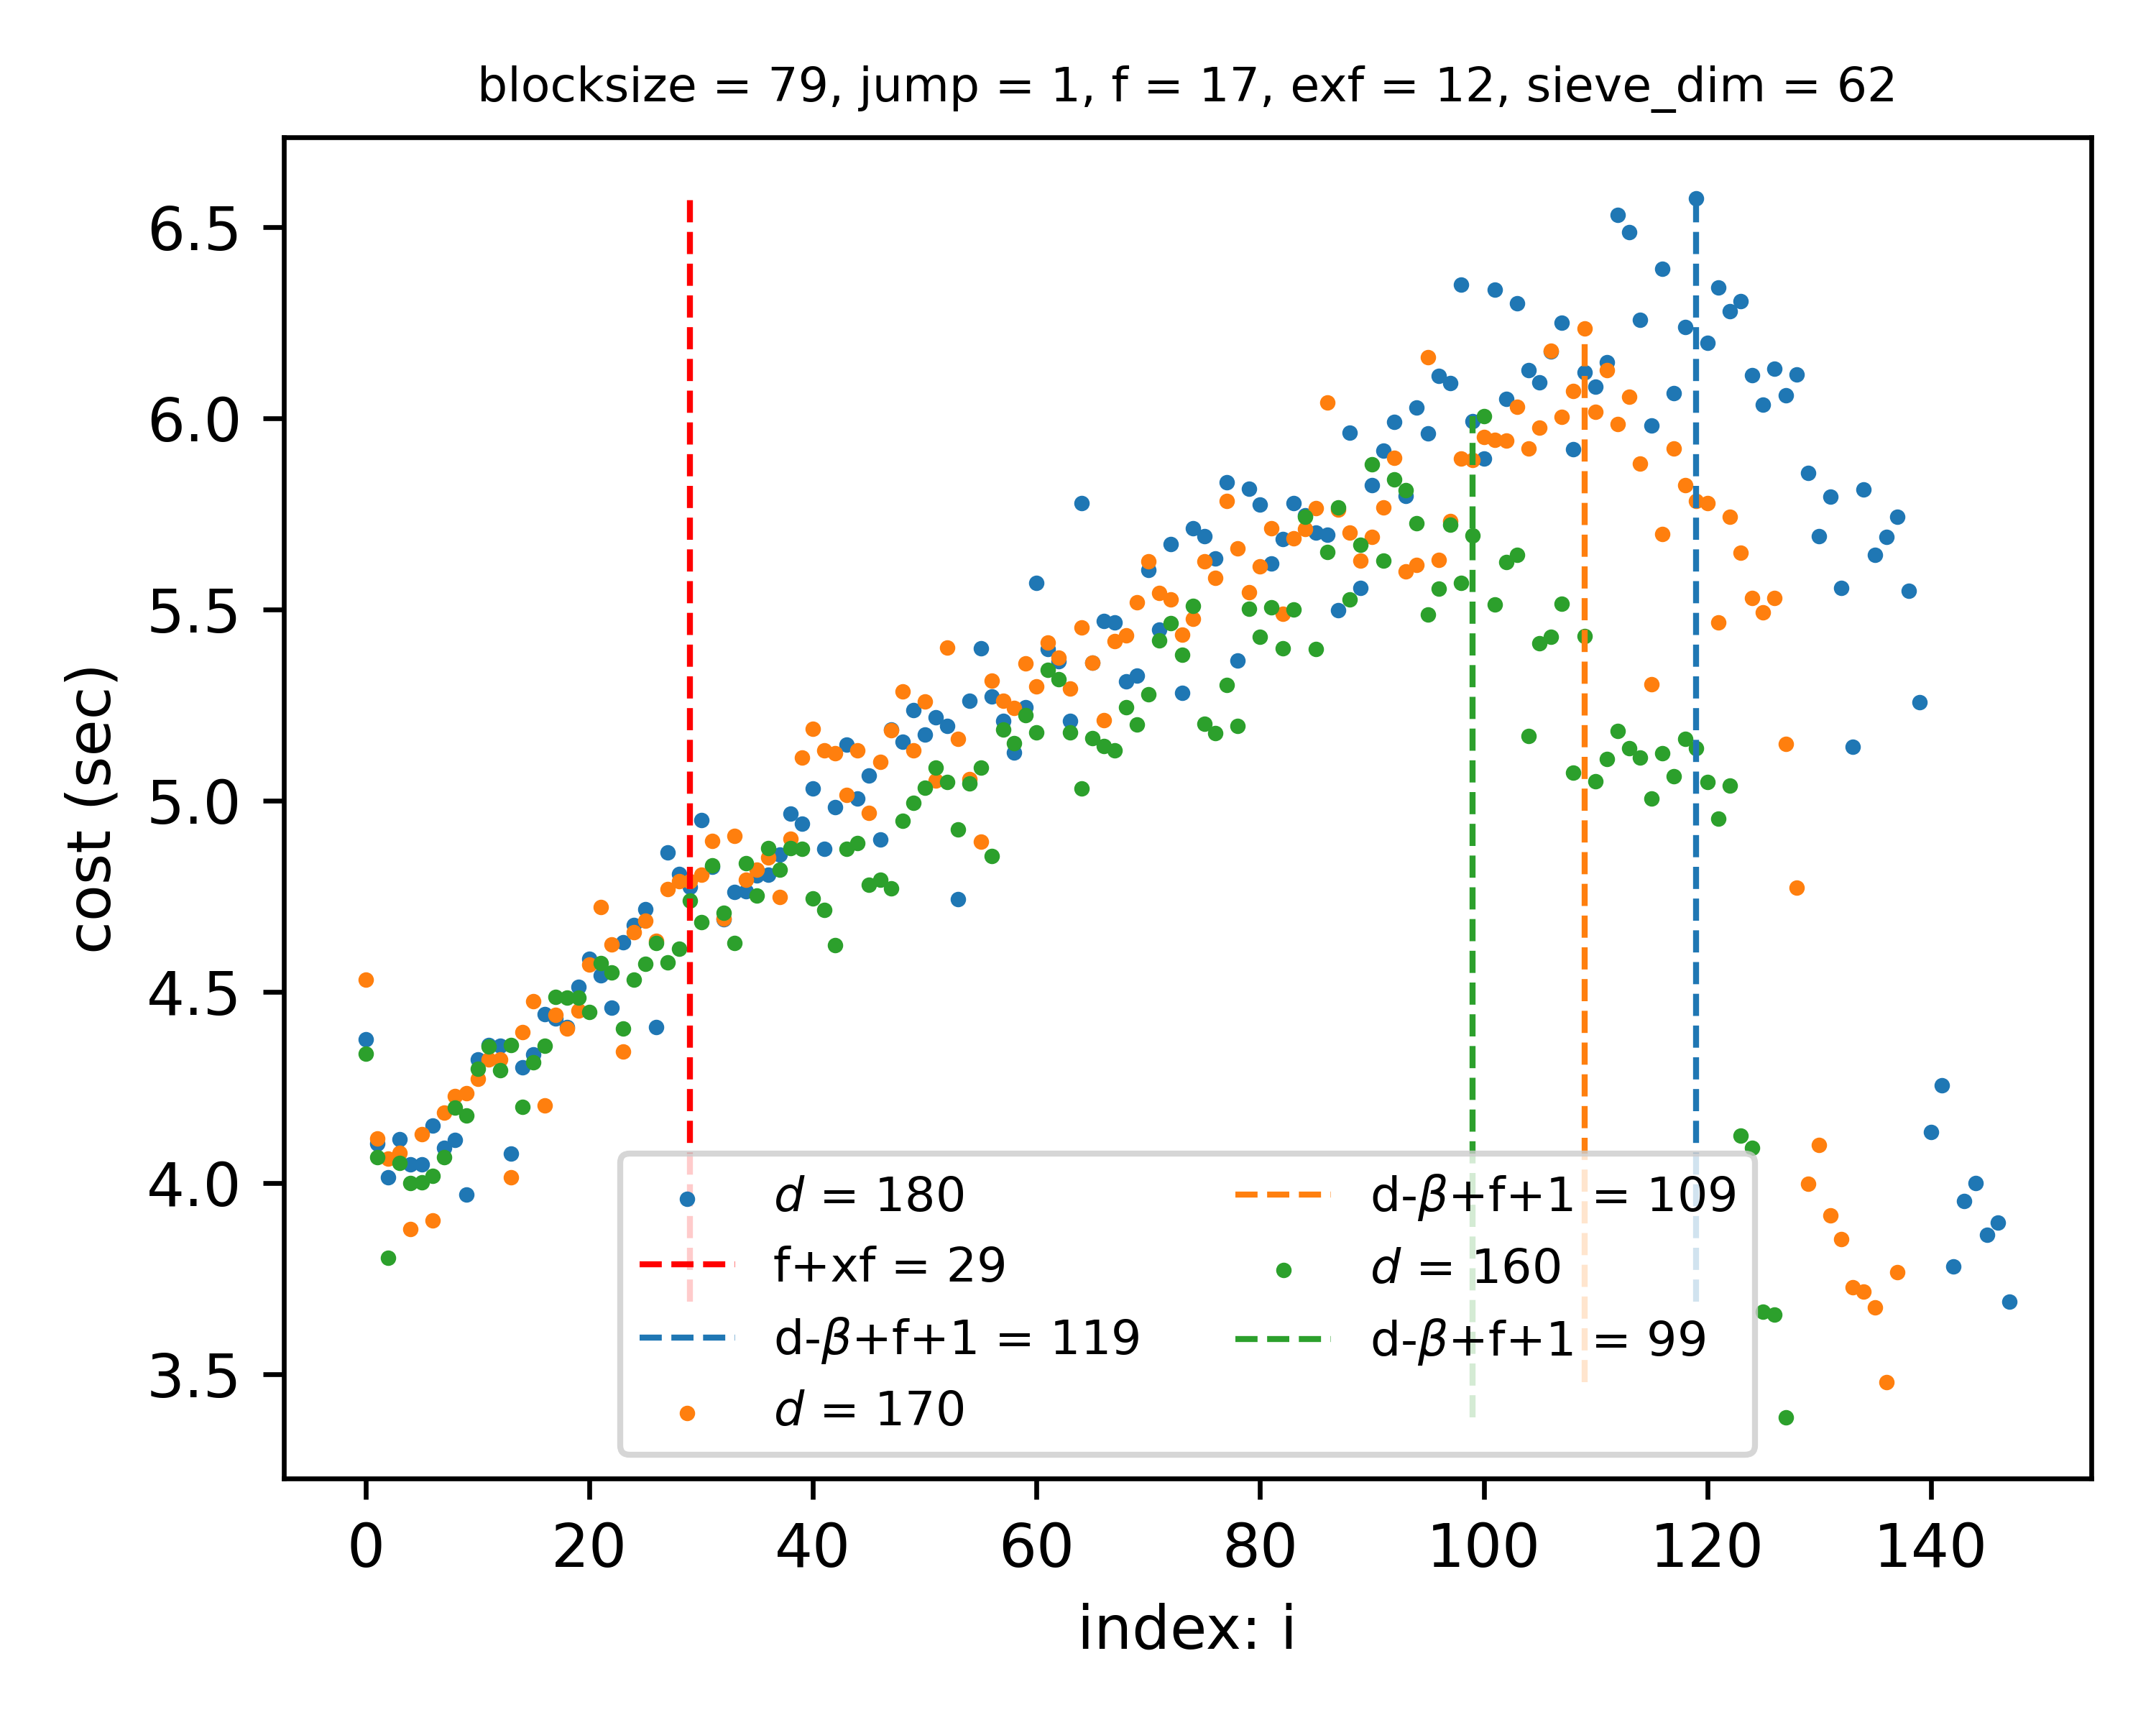 blocksize = 79, jump = 1, f = 17, exf = 12, sieve_dim = 62
6.5
6.0
5.5
5.0
4.5
4.0
3.5
cost (sec)
d = 180
f+xf = 29
d-β+f+1 = 119
d = 170
d-β+f+1 = 109
d = 160
d-β+f+1 = 99
0 20 40 60 80 100 120 140
index: i